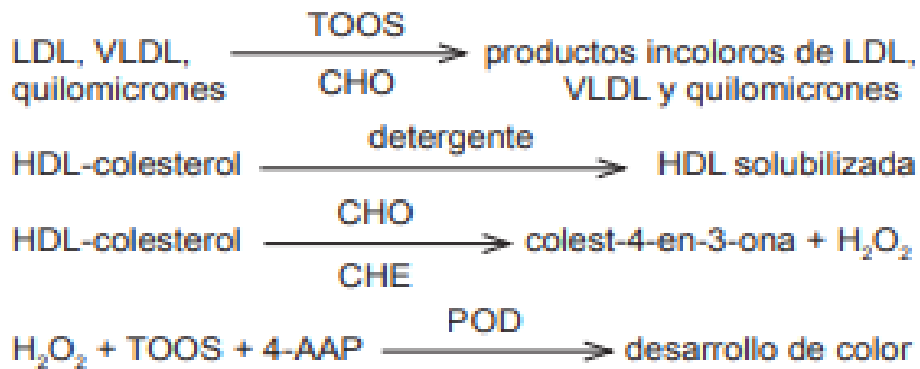 LDL, VLDL, quilomicrones TOOS CHO productos incoloros de LDL, VLDL y quilomicrones
HDL-colesterol detergente HDL solubilizada
HDL-colesterol CHO CHE colest-4-en-3-ona + H₂O₂
H₂O₂ + TOOS + 4-AAP POD desarrollo de color